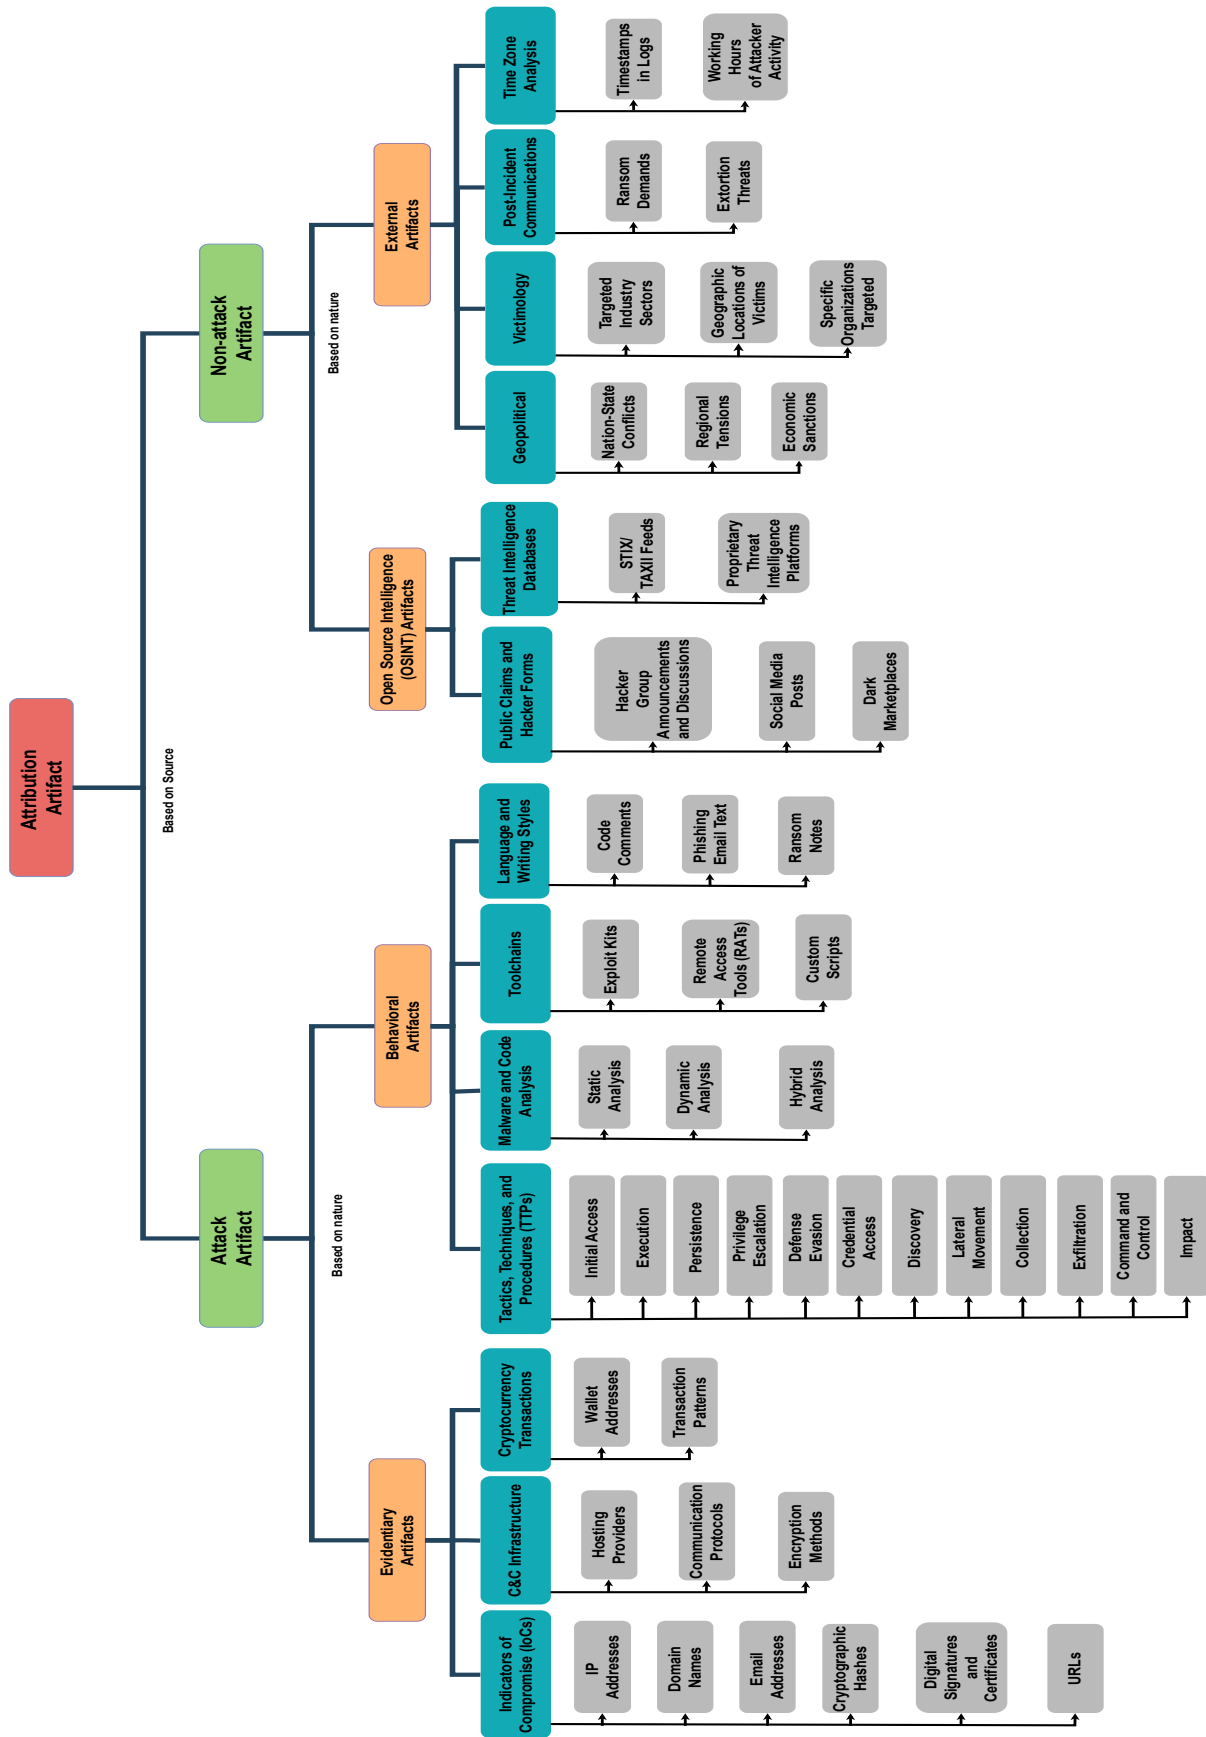 Attribution
Artifact
Based on Source
Attack
Artifact
Non-attack
Artifact
Based on nature
Based on nature
Evidentiary
Artifacts
Behavioral
Artifacts
Open Source Intelligence
(OSINT) Artifacts
External
Artifacts
Indicators of
Compromise (IoCs)
C&C Infrastructure
Cryptocurrency
Transactions
Tactics, Techniques, and
Procedures (TTPs)
Malware and Code
Analysis
Toolchains
Language and
Writing Styles
Public Claims and
Hacker Forms
Threat Intelligence
Databases
Geopolitical
Victimology
Post-Incident
Communications
Time Zone
Analysis
IP
Addresses
Domain
Names
Email
Addresses
Cryptographic
Hashes
Digital
Signatures
and
Certificates
URLs
Hosting
Providers
Communication
Protocols
Encryption
Methods
Wallet
Addresses
Transaction
Patterns
Initial Access
Execution
Persistence
Privilege
Escalation
Defense
Evasion
Credential
Access
Discovery
Lateral
Movement
Collection
Exfiltration
Command and
Control
Impact
Static
Analysis
Dynamic
Analysis
Hybrid
Analysis
Exploit Kits
Remote
Access
Tools (RATs)
Custom
Scripts
Code
Comments
Phishing
Email Text
Ransom
Notes
Hacker
Group
Announcements
and Discussions
Social Media
Posts
Dark
Marketplaces
STIX/
TAXII Feeds
Proprietary
Threat
Intelligence
Platforms
Nation-State
Conflicts
Regional
Tensions
Economic
Sanctions
Targeted
Industry
Sectors
Geographic
Locations of
Victims
Specific
Organizations
Targeted
Ransom
Demands
Extortion
Threats
Timestamps
in Logs
Working
Hours
of Attacker
Activity